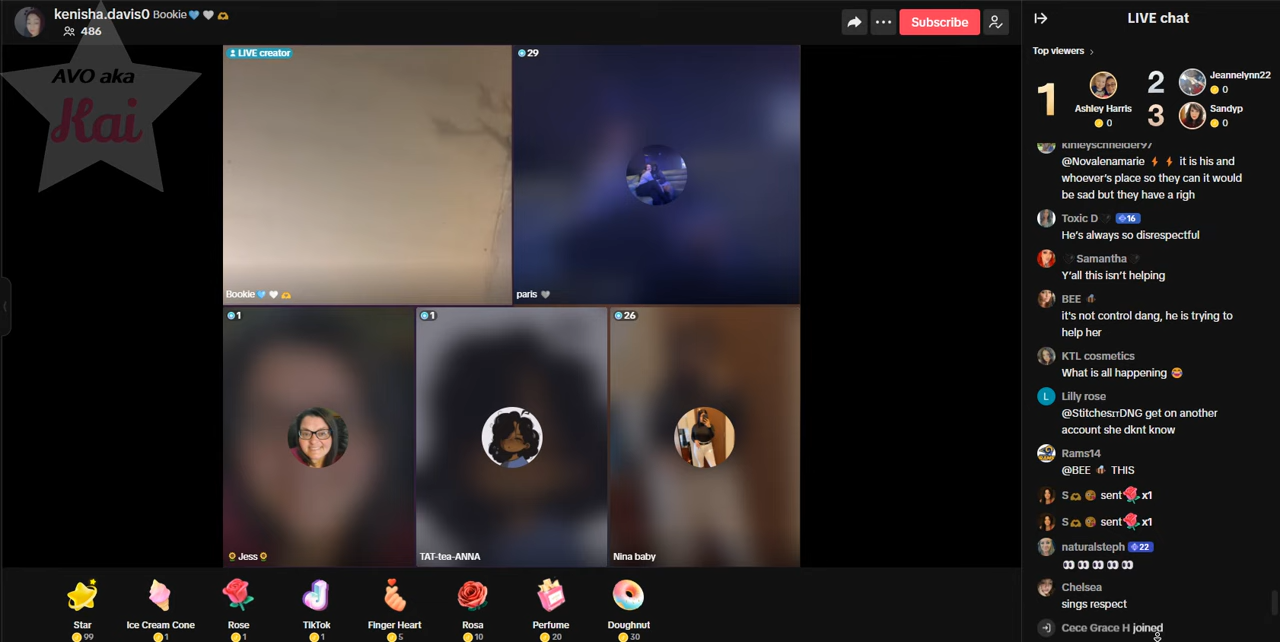 kenisha.davis0 Bookie💙🤍🫶
486
AVO aka
Kai
Subscribe
LIVE creator
29
Bookie💙🤍🫶
paris 🩶
1
1
26
🌻Jess🌻
TAT-tea-ANNA
Nina baby
Star
99
Ice Cream Cone
1
Rose
1
TikTok
1
Finger Heart
5
Rosa
10
Perfume
20
Doughnut
30
LIVE chat
Top viewers
1
Ashley Harris
0
2
Jeannelynn22
0
3
Sandyp
0
kinleyschneider97
@Novalenamarie ⚡⚡ it is his and
whoever's place so they can it would
be sad but they have a righ
Toxic D 16
He's always so disrespectful
Samantha
Y'all this isn't helping
BEE
it's not control dang, he is trying to
help her
KTL cosmetics
What is all happening 😂
L
Lilly rose
@StitchesɪᴛDNG get on another
account she dknt know
Rams14
@BEE THIS
S sent x1
S sent x1
naturalsteph 22
👀👀👀👀👀
Chelsea
sings respect
Cece Grace H joined